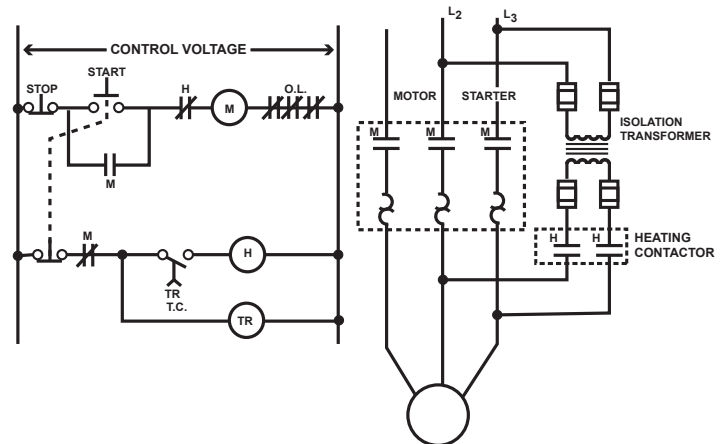 CONTROL VOLTAGE
STOP
START
H
M
O.L.
M
M
TR
T.C.
H
TR
L2
L3
MOTOR STARTER
M
M
M
ISOLATION
TRANSFORMER
H
H
HEATING
CONTACTOR